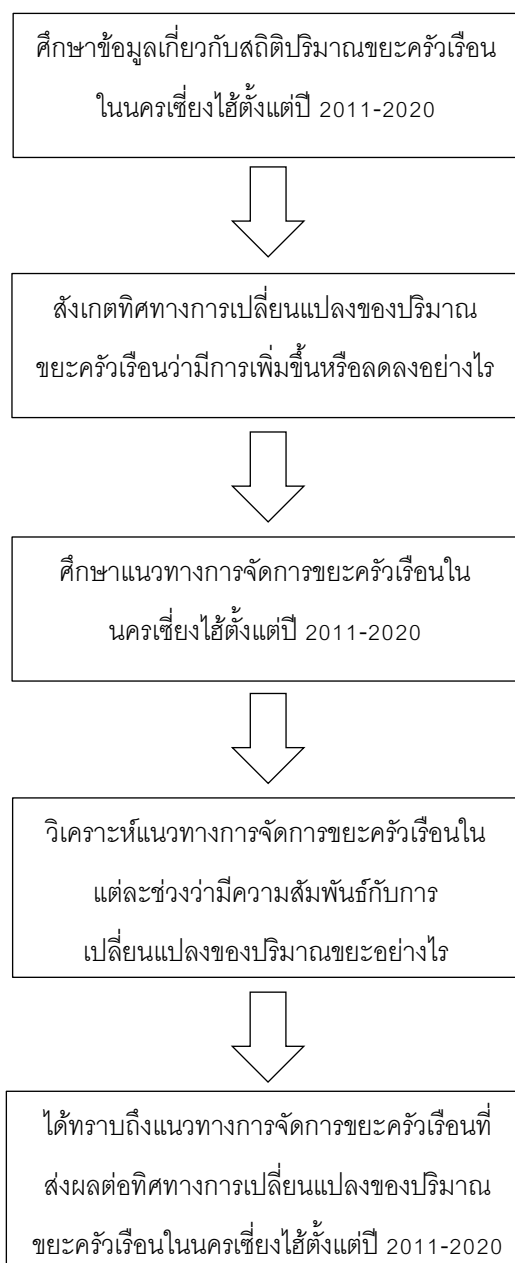 ศึกษาข้อมูลเกี่ยวกับสถิติปริมาณขยะครัวเรือน
ในนครเซี่ยงไฮ้ตั้งแต่ปี 2011-2020
สังเกตทิศทางการเปลี่ยนแปลงของปริมาณ
ขยะครัวเรือนว่ามีการเพิ่มขึ้นหรือลดลงอย่างไร
ศึกษาแนวทางการจัดการขยะครัวเรือนใน
นครเซี่ยงไฮ้ตั้งแต่ปี 2011-2020
วิเคราะห์แนวทางการจัดการขยะครัวเรือนใน
แต่ละช่วงว่ามีความสัมพันธ์กับการ
เปลี่ยนแปลงของปริมาณขยะอย่างไร
ได้ทราบถึงแนวทางการจัดการขยะครัวเรือนที่
ส่งผลต่อทิศทางการเปลี่ยนแปลงของปริมาณ
ขยะครัวเรือนในนครเซี่ยงไฮ้ตั้งแต่ปี 2011-2020